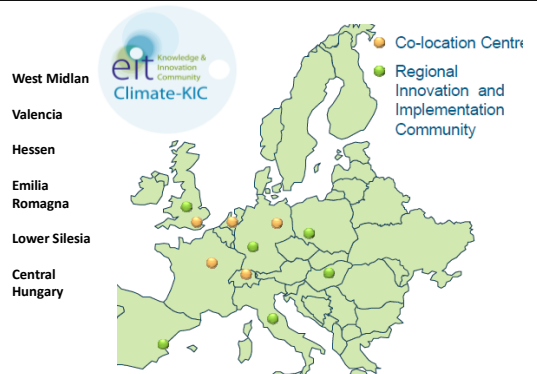 eit Knowledge &
Innovation
Community
Climate-KIC
West Midlan
Valencia
Hessen
Emilia
Romagna
Lower Silesia
Central
Hungary
Co-location Centre
Regional
Innovation and
Implementation
Community